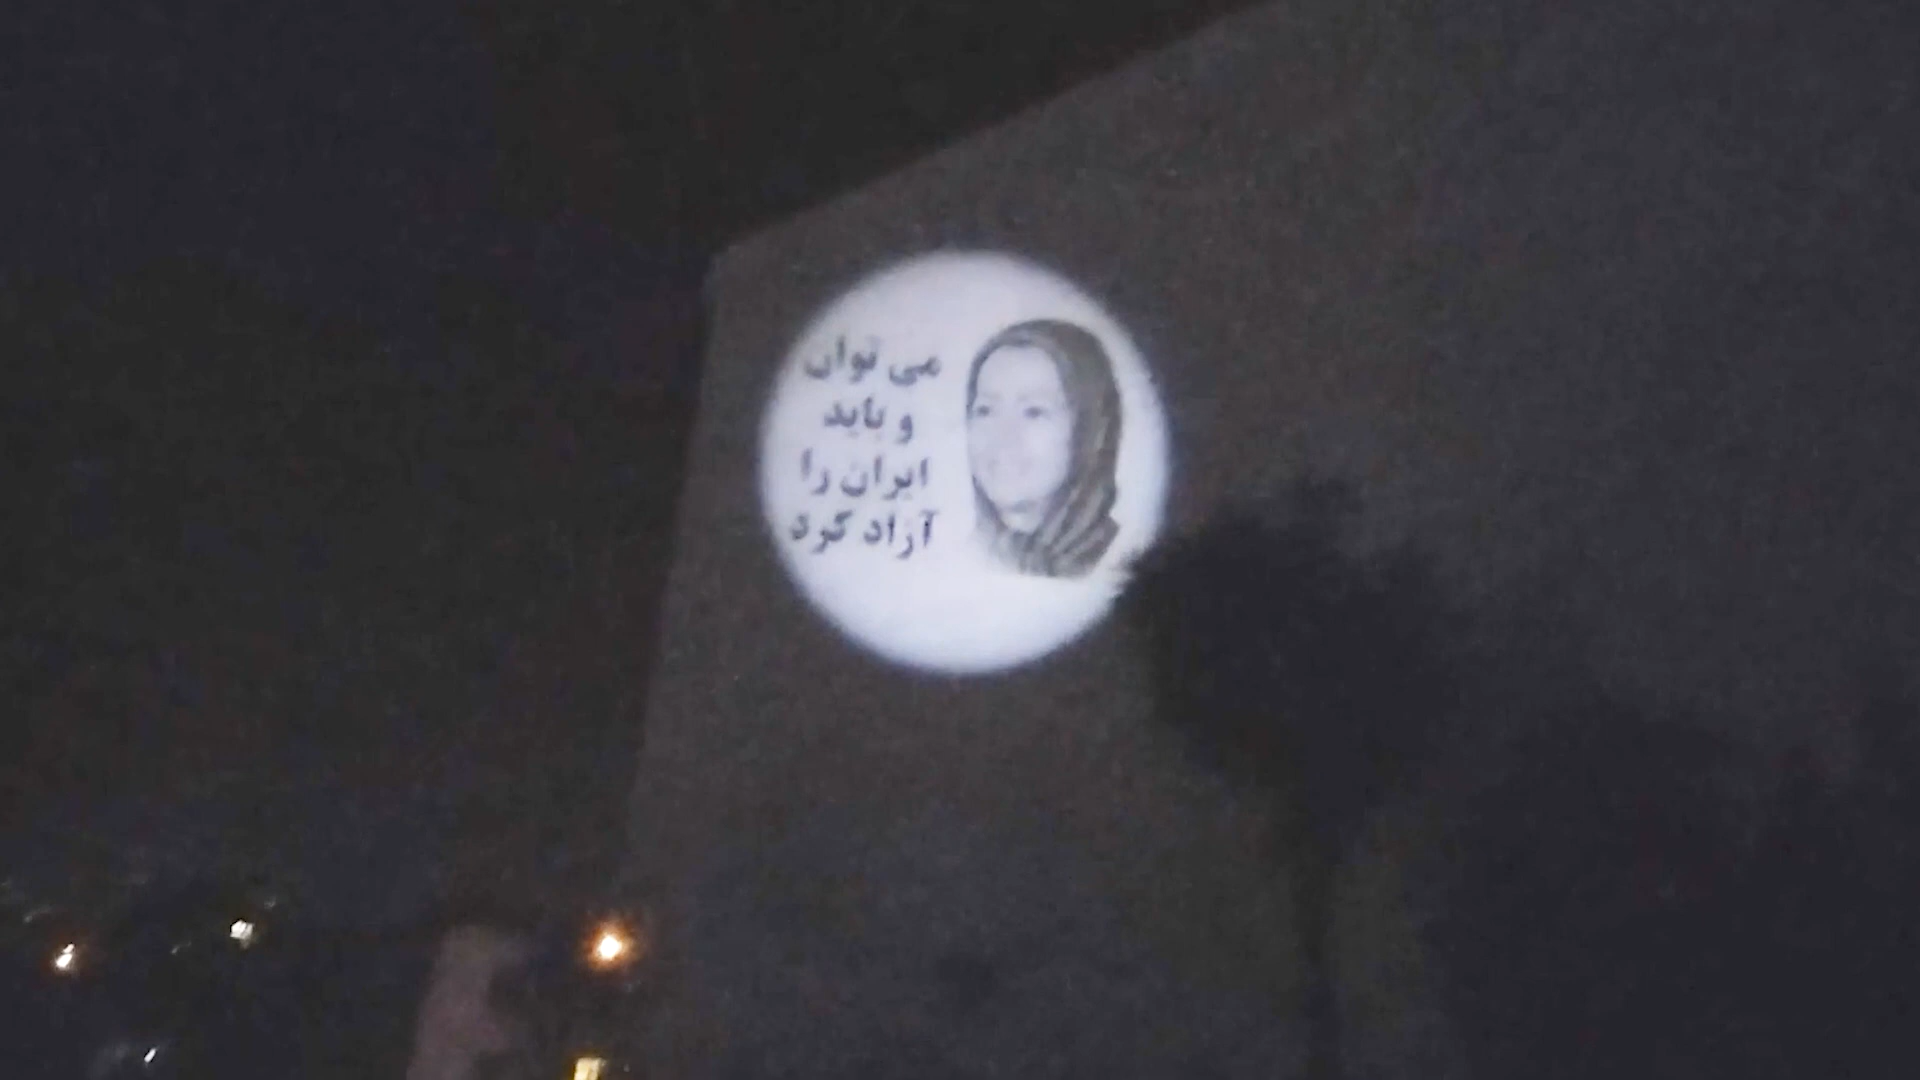 می توان
و باید
ایران را
آزاد کرد